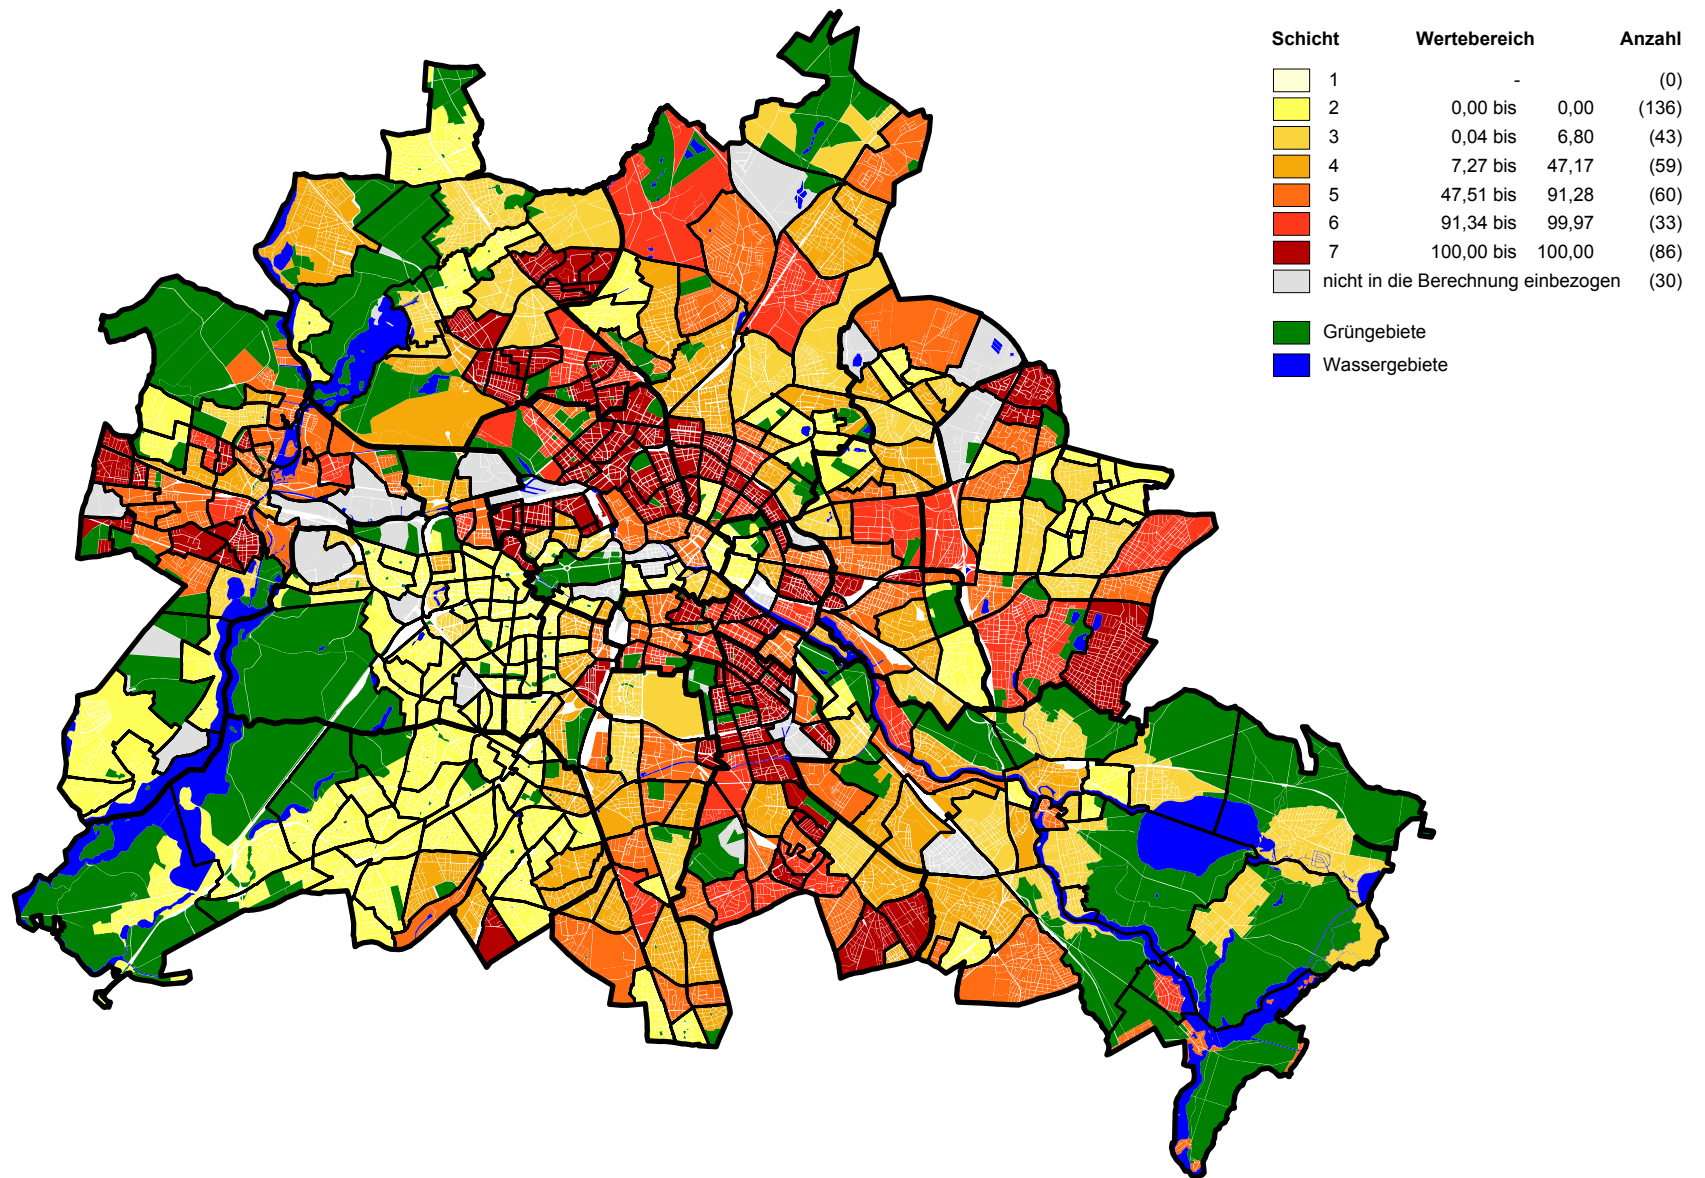 Schicht Wertebereich Anzahl
1 - (0)
2 0,00 bis 0,00 (136)
3 0,04 bis 6,80 (43)
4 7,27 bis 47,17 (59)
5 47,51 bis 91,28 (60)
6 91,34 bis 99,97 (33)
7 100,00 bis 100,00 (86)
nicht in die Berechnung einbezogen (30)
Grüngebiete
Wassergebiete